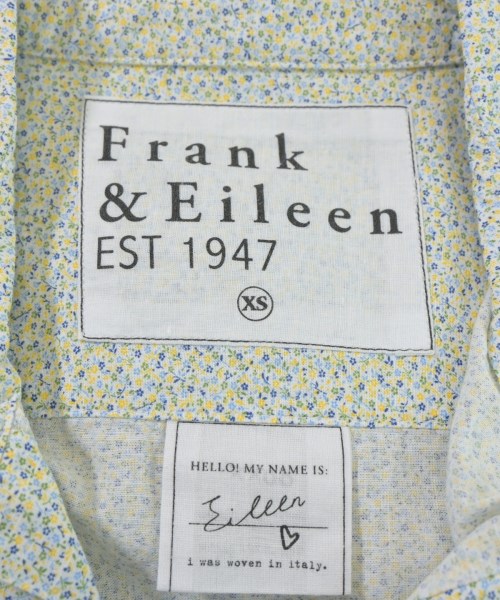 Frank
& Eileen
EST 1947
XS
HELLO! MY NAME IS:
Eileen
i was woven in italy.